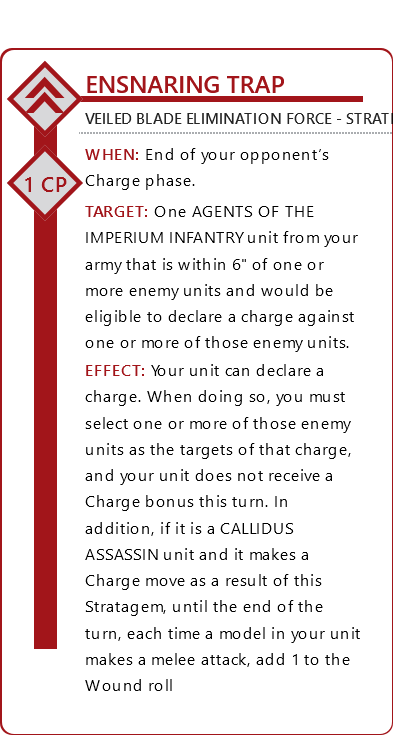 ENSNARING TRAP
VEILED BLADE ELIMINATION FORCE - STRATI
1 CP
WHEN: End of your opponent’s
Charge phase.
TARGET: One AGENTS OF THE
IMPERIUM INFANTRY unit from your
army that is within 6" of one or
more enemy units and would be
eligible to declare a charge against
one or more of those enemy units.
EFFECT: Your unit can declare a
charge. When doing so, you must
select one or more of those enemy
units as the targets of that charge,
and your unit does not receive a
Charge bonus this turn. In
addition, if it is a CALLIDUS
ASSASSIN unit and it makes a
Charge move as a result of this
Stratagem, until the end of the
turn, each time a model in your unit
makes a melee attack, add 1 to the
Wound roll